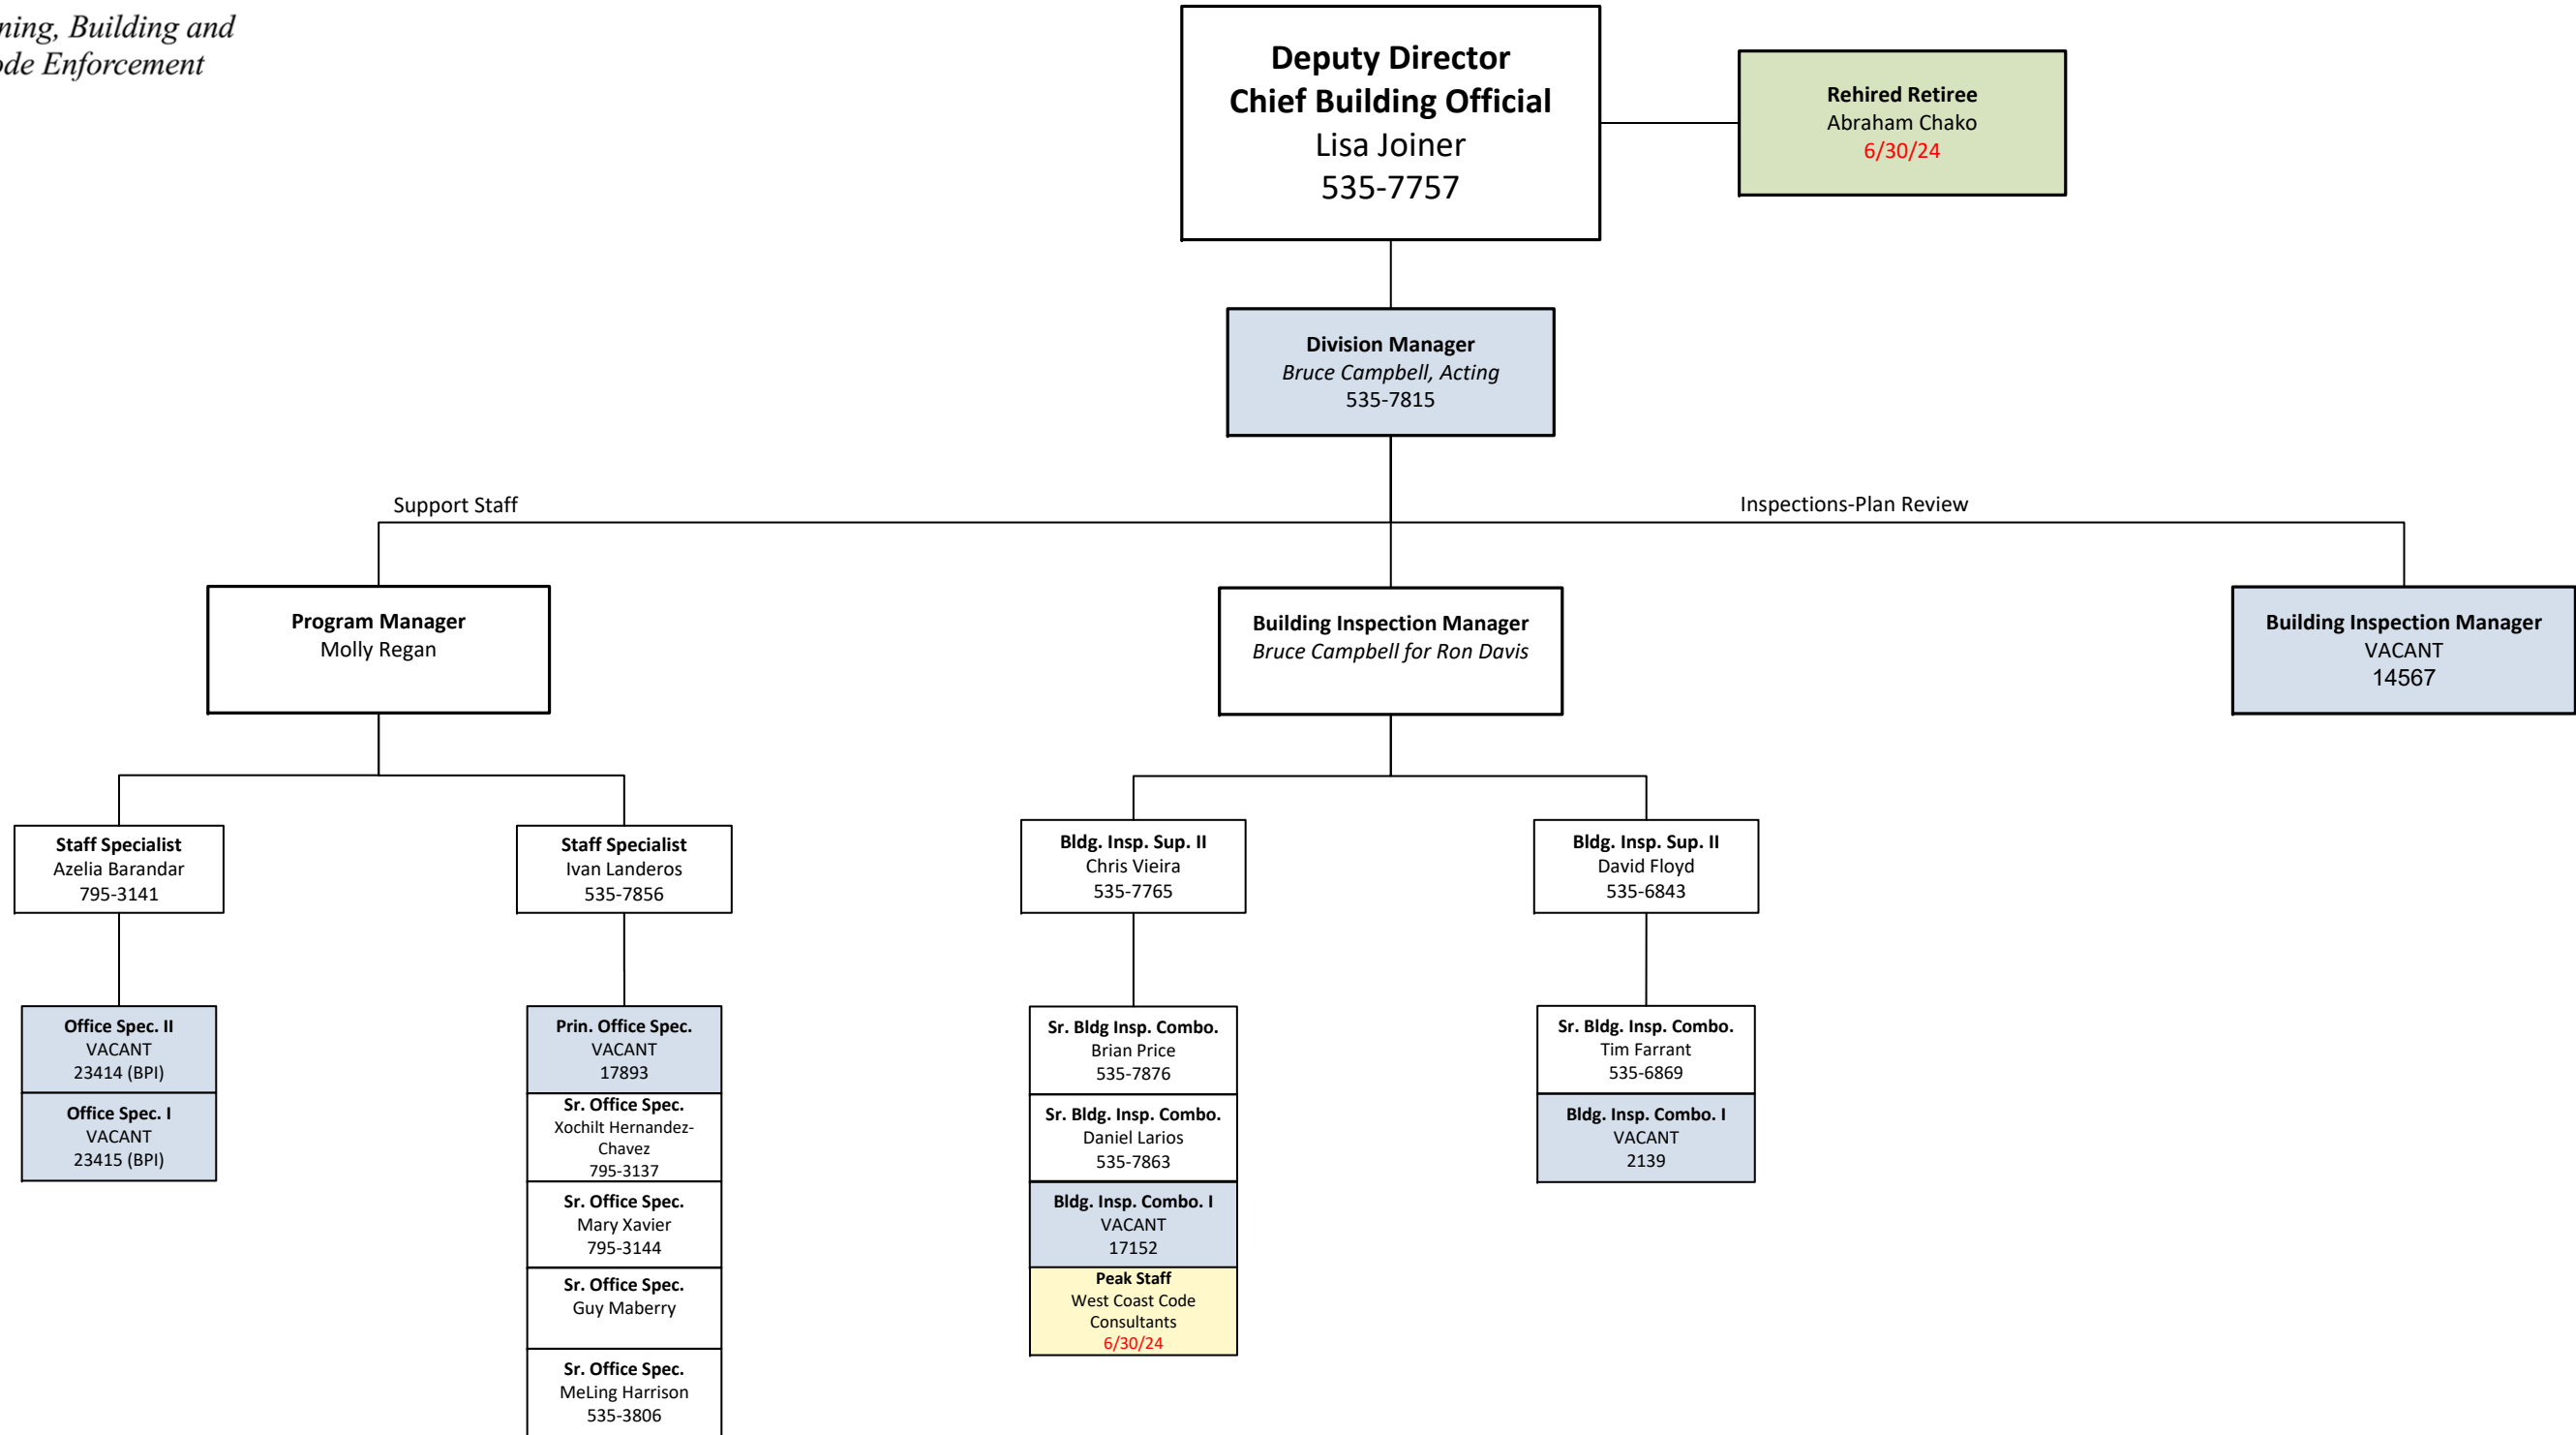 ning, Building and
ode Enforcement
Deputy Director
Chief Building Official
Lisa Joiner
535-7757
Rehired Retiree
Abraham Chako
6/30/24
Division Manager
Bruce Campbell, Acting
535-7815
Support Staff
Inspections-Plan Review
Program Manager
Molly Regan
Building Inspection Manager
Bruce Campbell for Ron Davis
Building Inspection Manager
VACANT
14567
Staff Specialist
Azelia Barandar
795-3141
Staff Specialist
Ivan Landeros
535-7856
Bldg. Insp. Sup. II
Chris Vieira
535-7765
Bldg. Insp. Sup. II
David Floyd
535-6843
Office Spec. II
VACANT
23414 (BPI)
Office Spec. I
VACANT
23415 (BPI)
Prin. Office Spec.
VACANT
17893
Sr. Office Spec.
Xochilt Hernandez-
Chavez
795-3137
Sr. Office Spec.
Mary Xavier
795-3144
Sr. Office Spec.
Guy Maberry
Sr. Office Spec.
MeLing Harrison
535-3806
Sr. Bldg Insp. Combo.
Brian Price
535-7876
Sr. Bldg. Insp. Combo.
Daniel Larios
535-7863
Bldg. Insp. Combo. I
VACANT
17152
Peak Staff
West Coast Code
Consultants
6/30/24
Sr. Bldg. Insp. Combo.
Tim Farrant
535-6869
Bldg. Insp. Combo. I
VACANT
2139